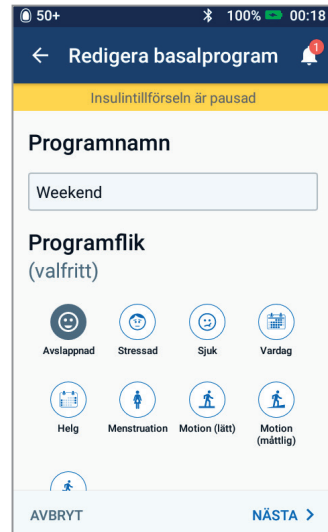 50+ 100% 00:18
Redigera basalprogram 1
Insulintillförseln är pausad
Programnamn
Weekend
Programflik
(valfritt)
Avslappnad Stressad Sjuk Vardag
Helg Menstruation Motion (lätt) Motion
(måttlig)
AVBRYT NÄSTA